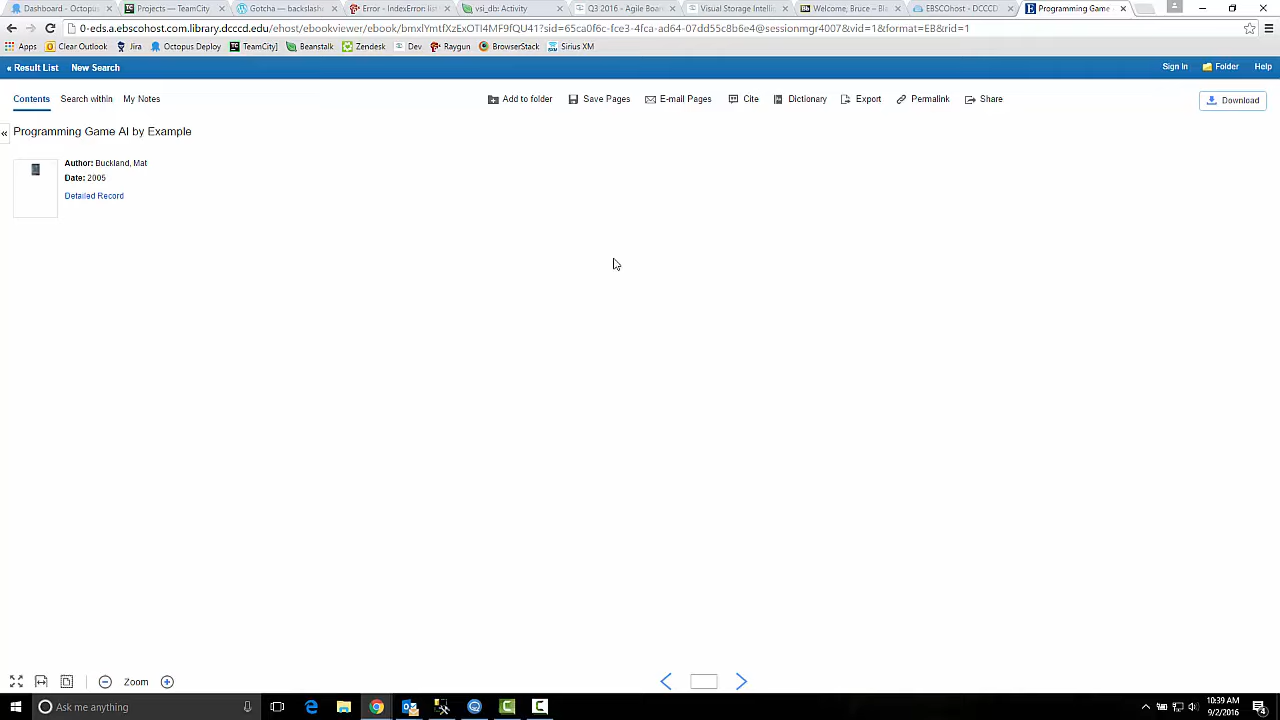 Dashboard - Octopus
Projects — TeamCity
Gotcha — backslashe
Error - IndexError: list
vsi_db: Activity
Q3 2016 - Agile Board
Visual Storage Intellig
Welcome, Bruce – Bla
EBSCOhost - DCCCD
Programming Game
0-eds.a.ebscohost.com.library.dcccd.edu/ehost/ebookviewer/ebook/bmxlYmtfXzExOTI4MF9fQU41?sid=65ca0f6c-fce3-4fca-ad64-07dd55c8b6e4@sessionmgr4007&vid=1&format=EB&rid=1
Apps Clear Outlook Jira Octopus Deploy TeamCity] Beanstalk Zendesk Dev Raygun BrowserStack Sirius XM
« Result List New Search Sign In Folder Help
Contents Search within My Notes Add to folder Save Pages E-mail Pages Cite Dictionary Export Permalink Share Download
«
Programming Game AI by Example
Author: Buckland, Mat
Date: 2005
Detailed Record
Zoom
Ask me anything
10:39 AM
9/2/2016
4